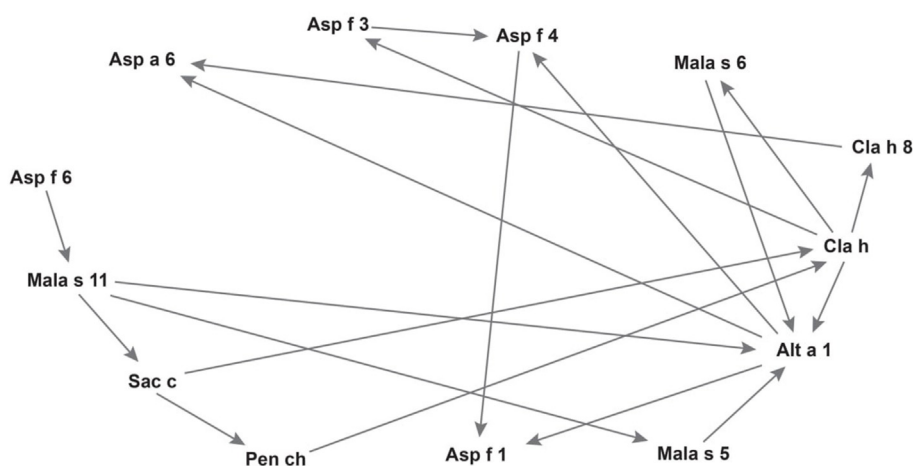 Asp f 3
Asp f 4
Asp a 6
Mala s 6
Cla h 8
Asp f 6
Cla h
Mala s 11
Alt a 1
Sac c
Pen ch
Asp f 1
Mala s 5